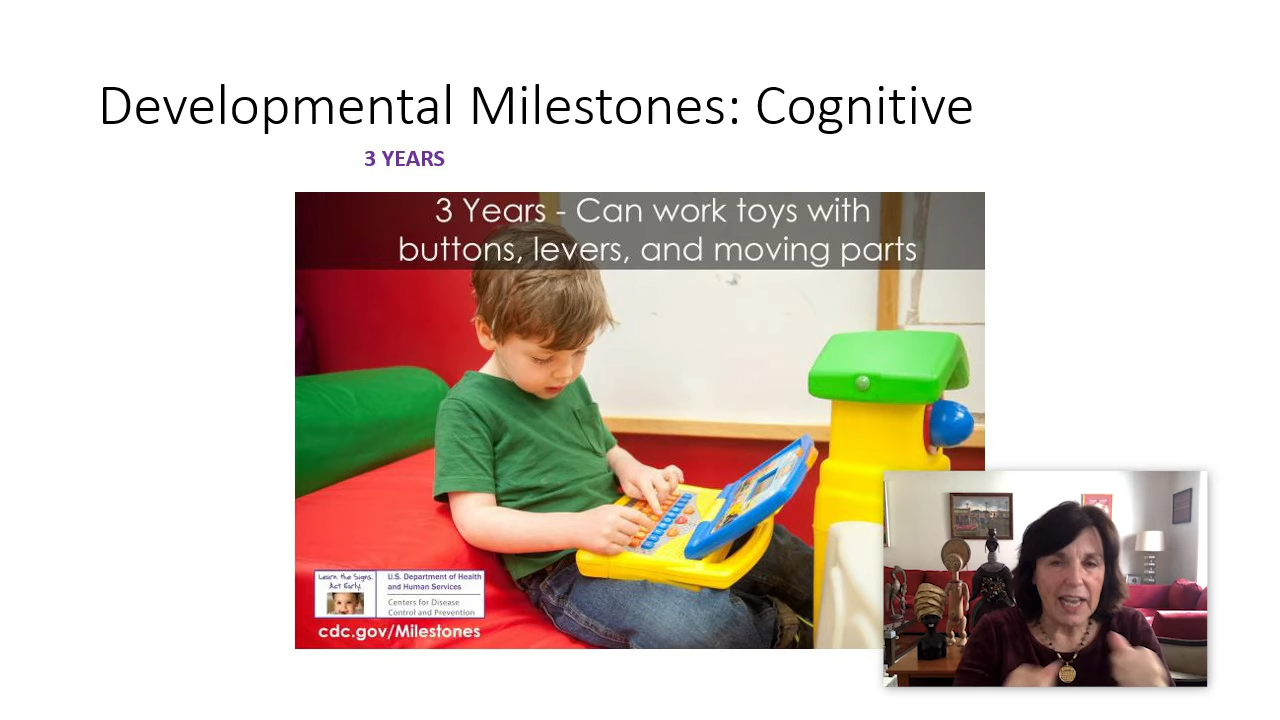 Developmental Milestones: Cognitive
3 YEARS
3 Years - Can work toys with
buttons, levers, and moving parts
Learn the Signs.
Act Early.
U.S. Department of Health
and Human Services
Centers for Disease
Control and Prevention
cdc.gov/Milestones